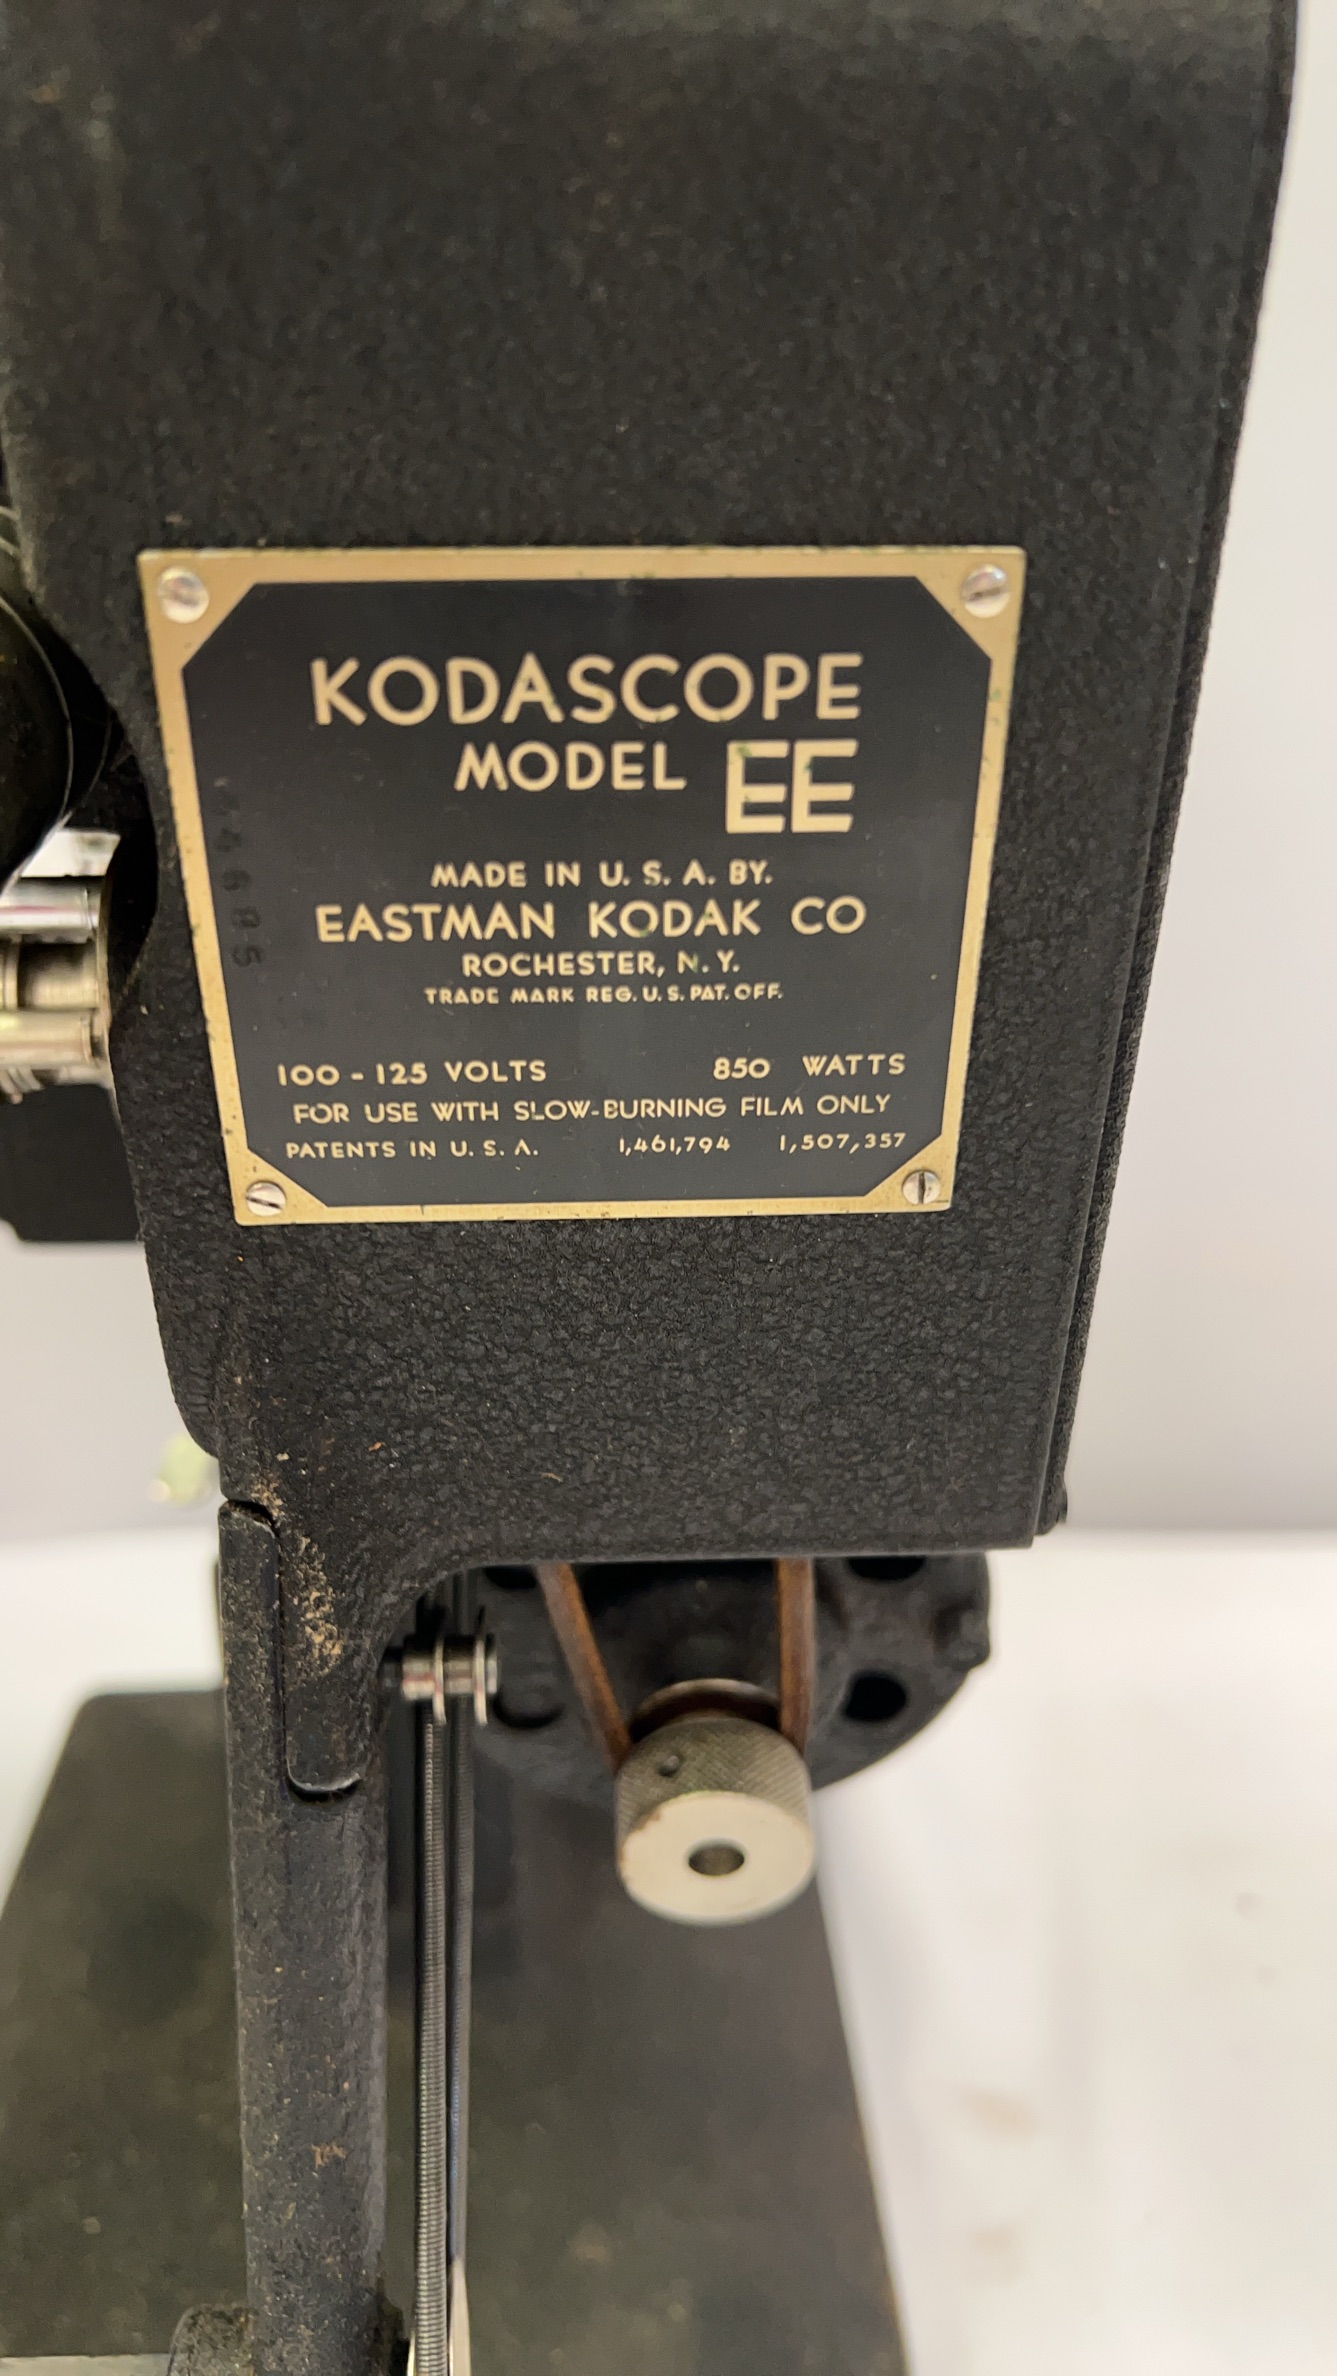 KODASCOPE
MODEL EE
MADE IN U. S. A. BY.
EASTMAN KODAK CO
ROCHESTER, N. Y.
TRADE MARK REG. U. S. PAT. OFF.
100 - 125 VOLTS 850 WATTS
FOR USE WITH SLOW-BURNING FILM ONLY
PATENTS IN U. S. A. 1,461,794 1,507,357